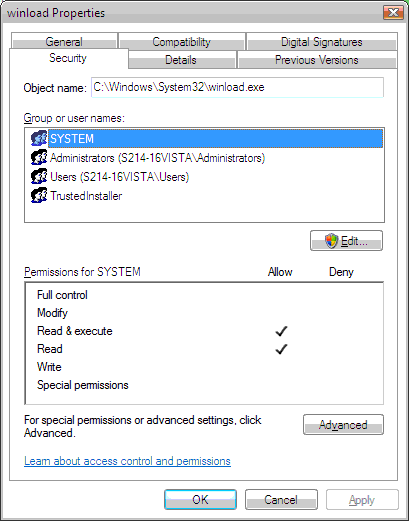 winload Properties
General Compatibility Digital Signatures
Security Details Previous Versions
Object name: C:\Windows\System32\winload.exe
Group or user names:
SYSTEM
Administrators (S214-16VISTA\Administrators)
Users (S214-16VISTA\Users)
TrustedInstaller
Edit...
Permissions for SYSTEM Allow Deny
Full control
Modify
Read & execute
Read
Write
Special permissions
For special permissions or advanced settings, click
Advanced.
Advanced
Learn about access control and permissions
OK Cancel Apply